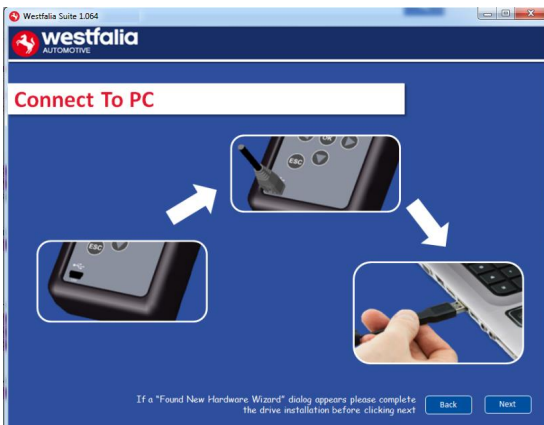 Westfalia Suite 1.064
westfalia
AUTOMOTIVE
Connect To PC
OK
ESC
ESC
If a "Found New Hardware Wizard" dialog appears please complete
the drive installation before clicking next
Back
Next